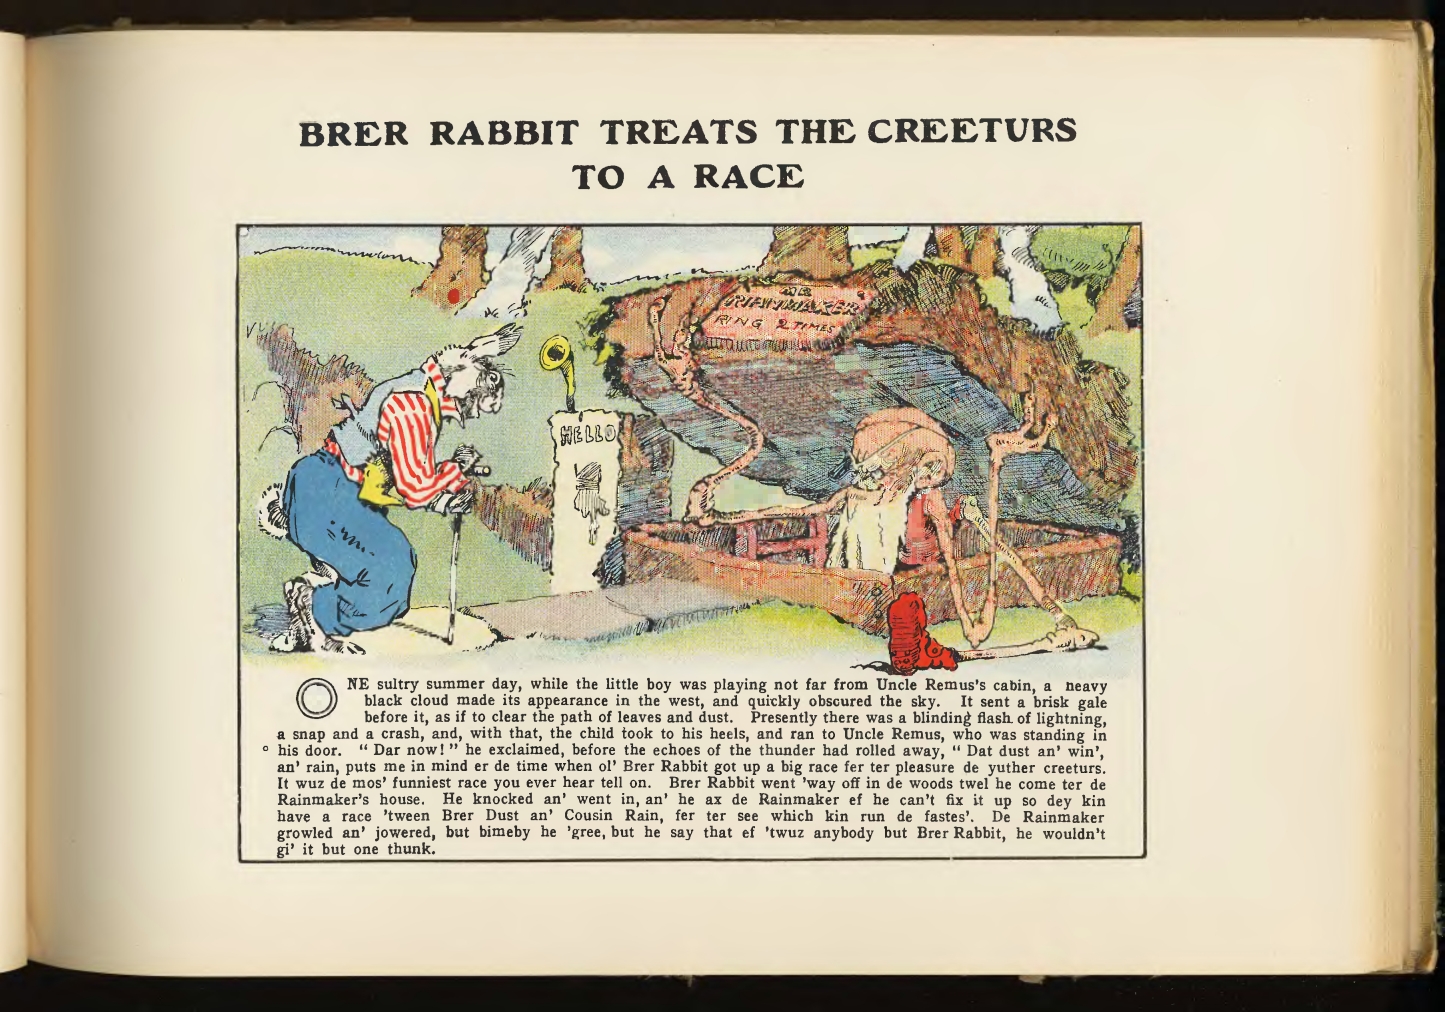 BRER RABBIT TREATS THE CREETURS
TO A RACE
MR
RAINMAKER
RING 2 TIMES
HELLO
ONE sultry summer day, while the little boy was playing not far from Uncle Remus's cabin, a heavy
black cloud made its appearance in the west, and quickly obscured the sky. It sent a brisk gale
before it, as if to clear the path of leaves and dust. Presently there was a blinding flash of lightning,
a snap and a crash, and, with that, the child took to his heels, and ran to Uncle Remus, who was standing in
his door. " Dar now! " he exclaimed, before the echoes of the thunder had rolled away, " Dat dust an' win',
an' rain, puts me in mind er de time when ol' Brer Rabbit got up a big race fer ter pleasure de yuther creeturs.
It wuz de mos' funniest race you ever hear tell on. Brer Rabbit went 'way off in de woods twel he come ter de
Rainmaker's house. He knocked an' went in, an' he ax de Rainmaker ef he can't fix it up so dey kin
have a race 'tween Brer Dust an' Cousin Rain, fer ter see which kin run de fastes'. De Rainmaker
growled an' jowered, but bimeby he 'gree, but he say that ef 'twuz anybody but Brer Rabbit, he wouldn't
gi' it but one thunk.